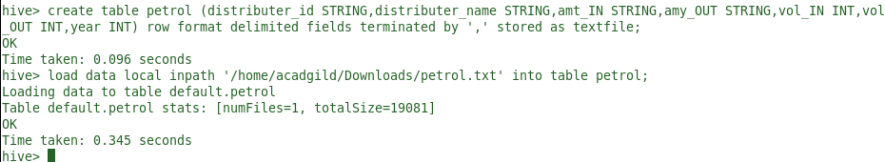 hive> create table petrol (distributer_id STRING,distributer_name STRING,amt_IN STRING,amy_OUT STRING,vol_IN INT,vol
_OUT INT,year INT) row format delimited fields terminated by ',' stored as textfile;
OK
Time taken: 0.096 seconds
hive> load data local inpath '/home/acadgild/Downloads/petrol.txt' into table petrol;
Loading data to table default.petrol
Table default.petrol stats: [numFiles=1, totalSize=19081]
OK
Time taken: 0.345 seconds
hive>